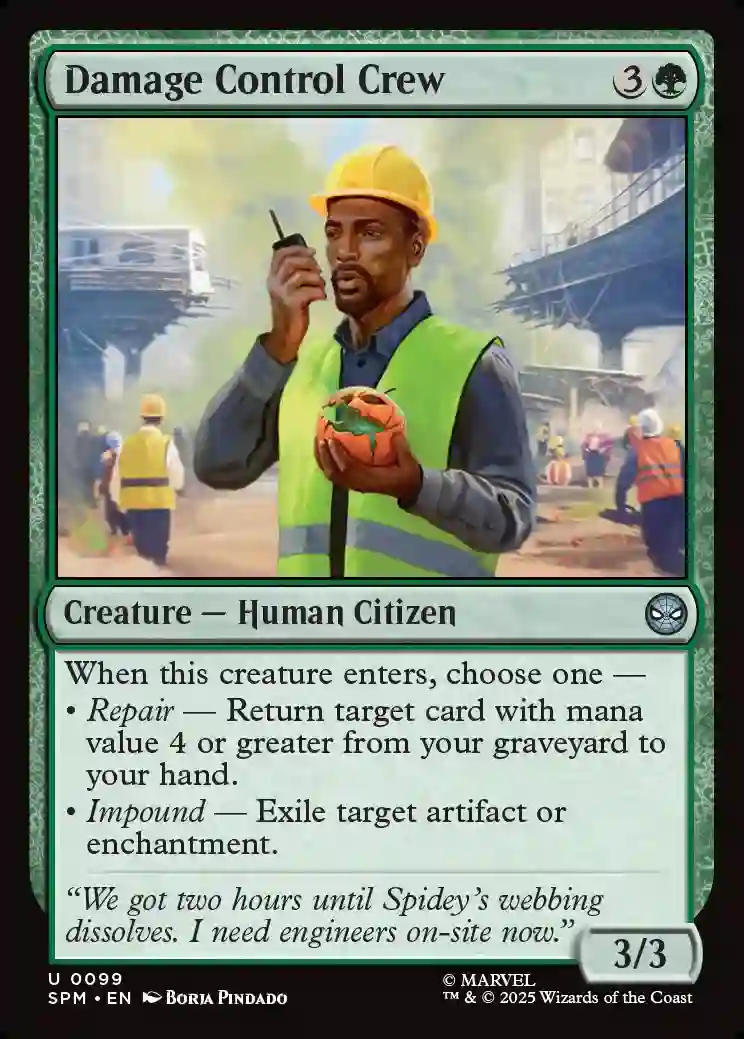 Damage Control Crew 3
Creature — Human Citizen
When this creature enters, choose one —
• Repair — Return target card with mana
value 4 or greater from your graveyard to
your hand.
• Impound — Exile target artifact or
enchantment.
“We got two hours until Spidey’s webbing
dissolves. I need engineers on-site now.”
3/3
U 0099
SPM • EN Borja Pindado
© MARVEL
™ & © 2025 Wizards of the Coast